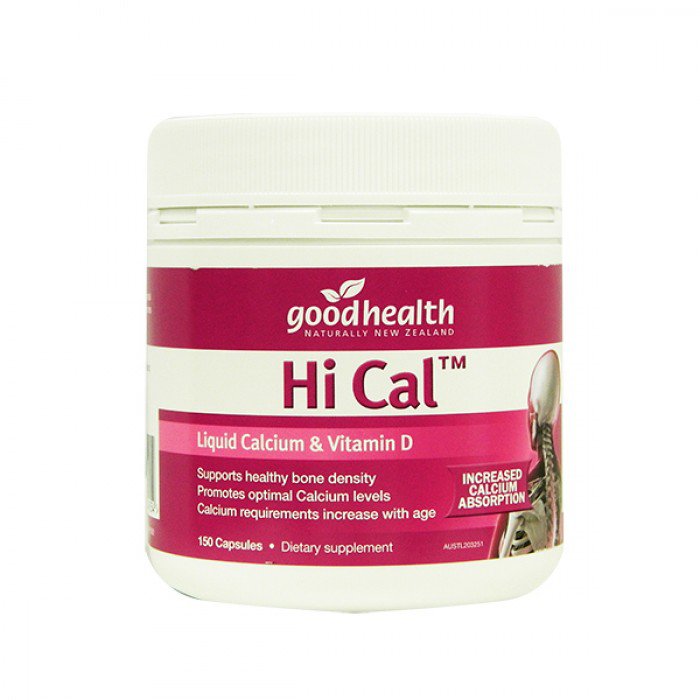 goodhealth
NATURALLY NEW ZEALAND
Hi Cal™
Liquid Calcium & Vitamin D
Supports healthy bone density
Promotes optimal Calcium levels
Calcium requirements increase with age
INCREASED
CALCIUM
ABSORPTION
150 Capsules • Dietary supplement
AUSTL203251